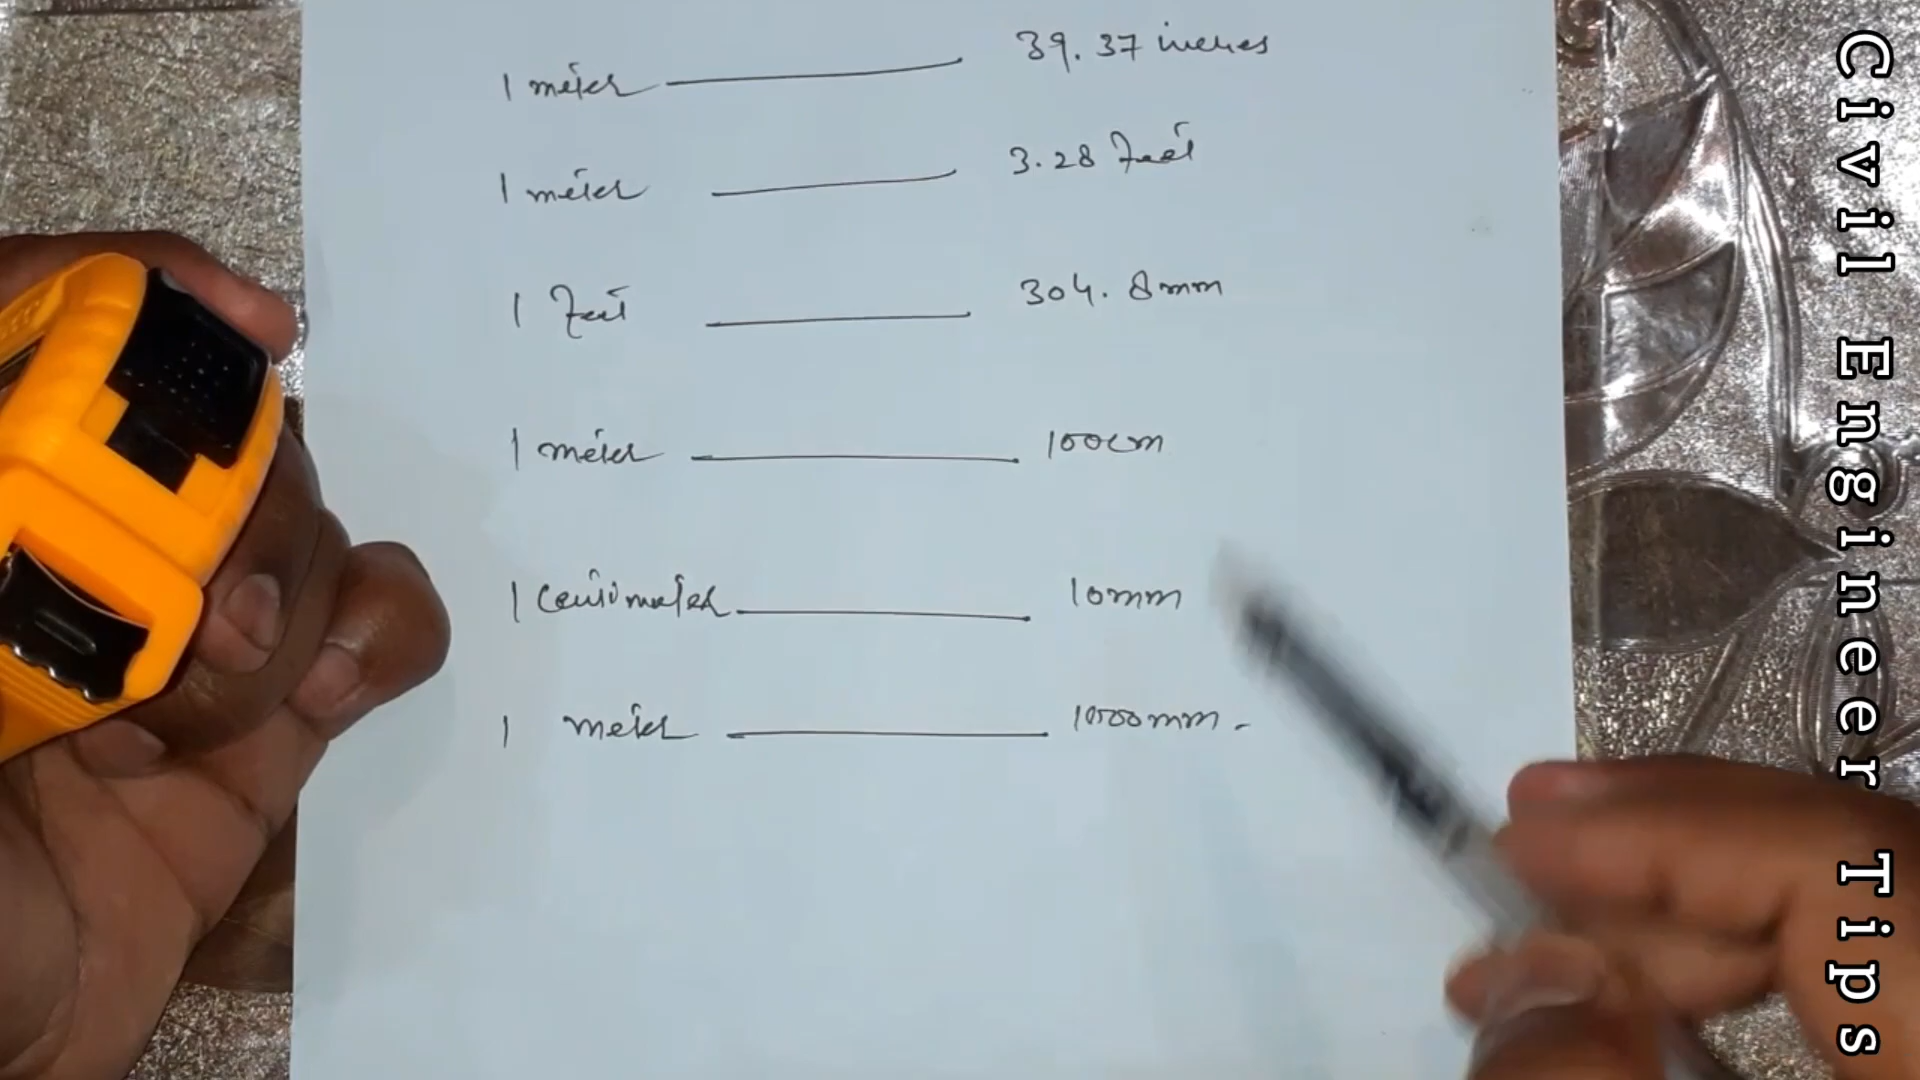 1 meter 39.37 inches
1 meter 3.28 Feet
1 Feet 304.8mm
1 meter 100cm
1 Centimeter 10mm
1 meter 1000mm.
Civil Engineer Tips